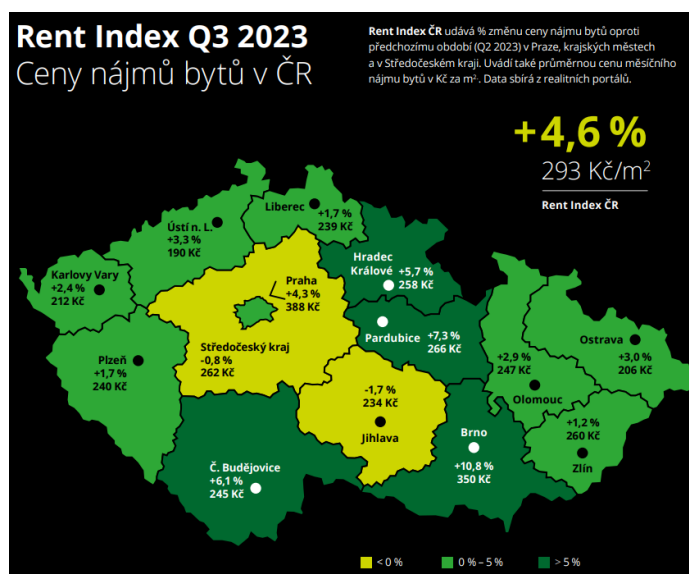 Rent Index Q3 2023
Ceny nájmů bytů v ČR
Rent Index ČR udává % změnu ceny nájmu bytů oproti
předchozímu období (Q2 2023) v Praze, krajských městech
a v Středočeském kraji. Uvádí také průměrnou cenu měsíčního
nájmu bytů v Kč za m². Data sbírá z realitních portálů.
+4,6 %
293 Kč/m²
Rent Index ČR
Liberec
+1,7 %
239 Kč
Ústí n. L.
+3,3 %
190 Kč
Karlovy Vary
+2,4 %
212 Kč
Praha
+4,3 %
388 Kč
Hradec
Králové
+5,7 %
258 Kč
Středočeský kraj
-0,8 %
262 Kč
Pardubice
+7,3 %
266 Kč
Plzeň
+1,7 %
240 Kč
Ostrava
+3,0 %
206 Kč
+2,9 %
247 Kč
Olomouc
-1,7 %
234 Kč
Jihlava
Brno
+10,8 %
350 Kč
+1,2 %
260 Kč
Zlín
Č. Budějovice
+6,1 %
245 Kč
< 0 %
0 % – 5 %
> 5 %